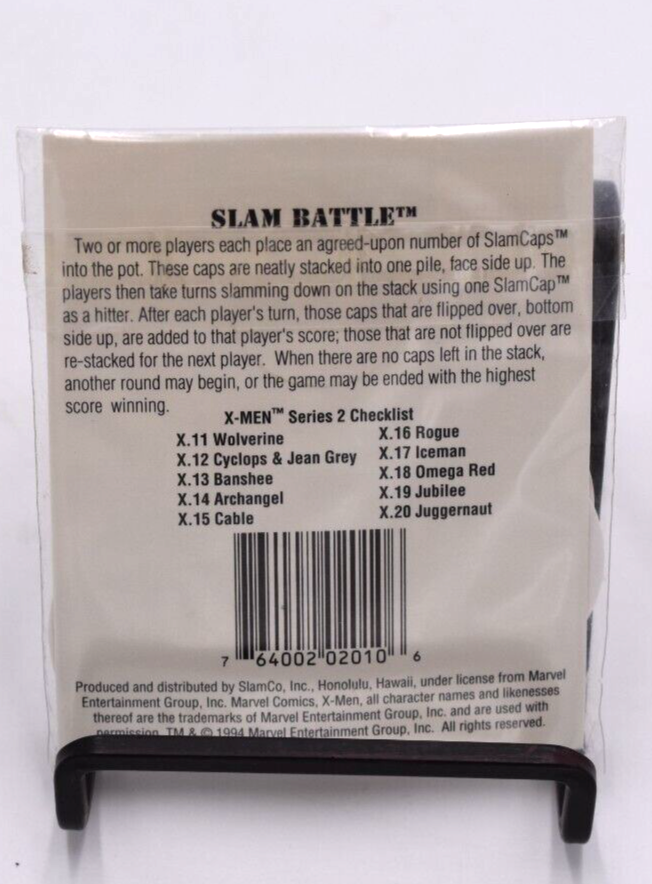 SLAM BATTLE™
Two or more players each place an agreed-upon number of SlamCaps™
into the pot. These caps are neatly stacked into one pile, face side up. The
players then take turns slamming down on the stack using one SlamCap™
as a hitter. After each player's turn, those caps that are flipped over, bottom
side up, are added to that player's score; those that are not flipped over are
re-stacked for the next player. When there are no caps left in the stack,
another round may begin, or the game may be ended with the highest
score winning.
X-MEN™ Series 2 Checklist
X.11 Wolverine
X.12 Cyclops & Jean Grey
X.13 Banshee
X.14 Archangel
X.15 Cable
X.16 Rogue
X.17 Iceman
X.18 Omega Red
X.19 Jubilee
X.20 Juggernaut
7 64002 02010 6
Produced and distributed by SlamCo, Inc., Honolulu, Hawaii, under license from Marvel
Entertainment Group, Inc. Marvel Comics, X-Men, all character names and likenesses
thereof are the trademarks of Marvel Entertainment Group, Inc. and are used with
permission. TM & © 1994 Marvel Entertainment Group, Inc. All rights reserved.